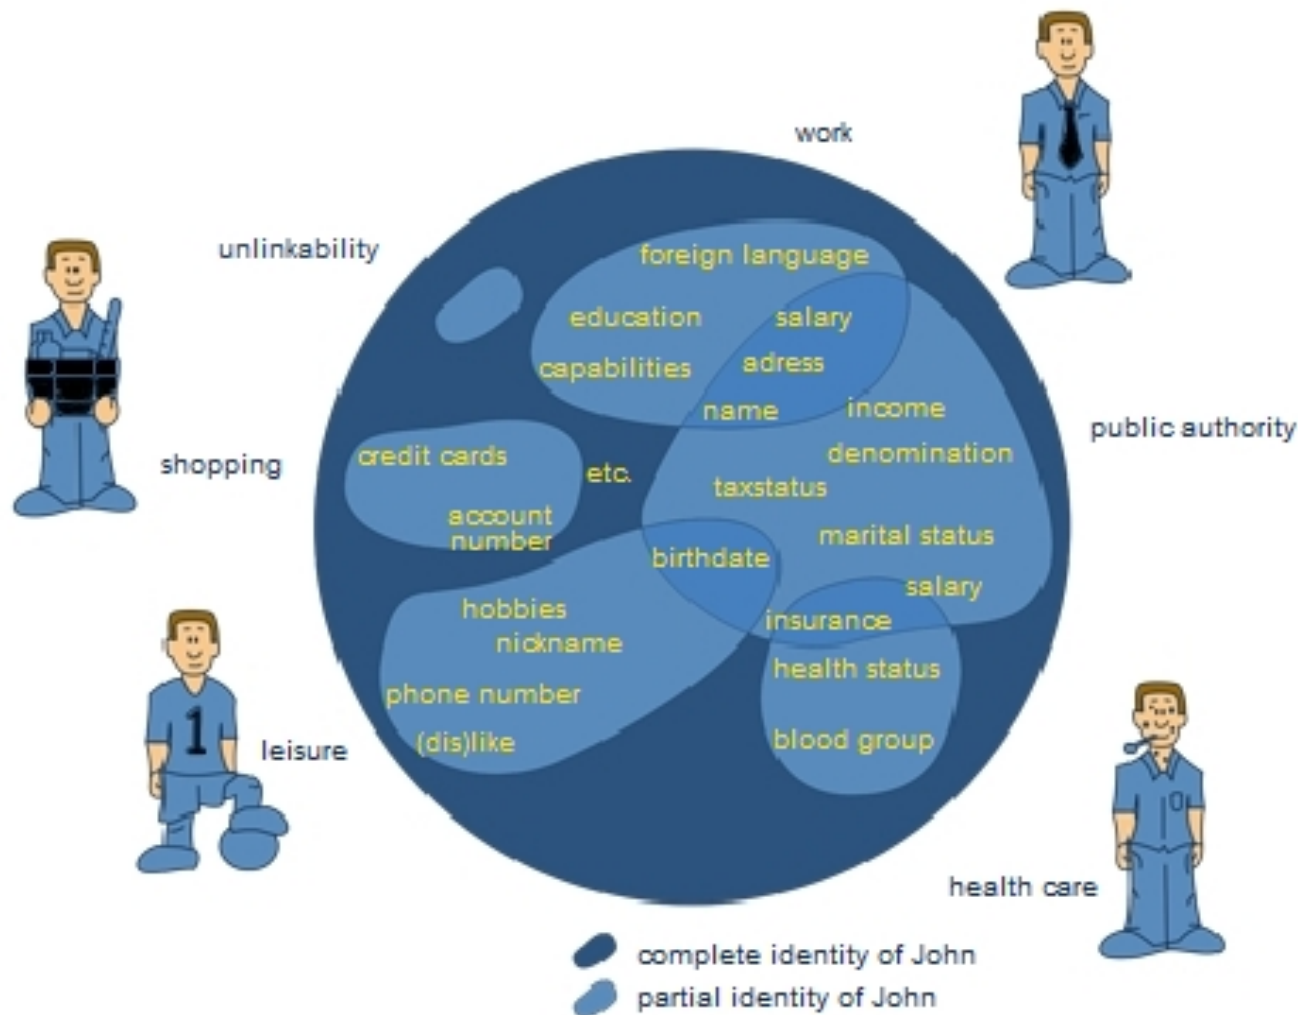 work
unlinkability
foreign language
education
salary
capabilities
adress
name
income
public authority
denomination
credit cards
shopping
etc.
taxstatus
account
number
marital status
birthdate
salary
hobbies
insurance
nickname
health status
phone number
(dis)like
blood group
leisure
1
health care
complete identity of John
partial identity of John